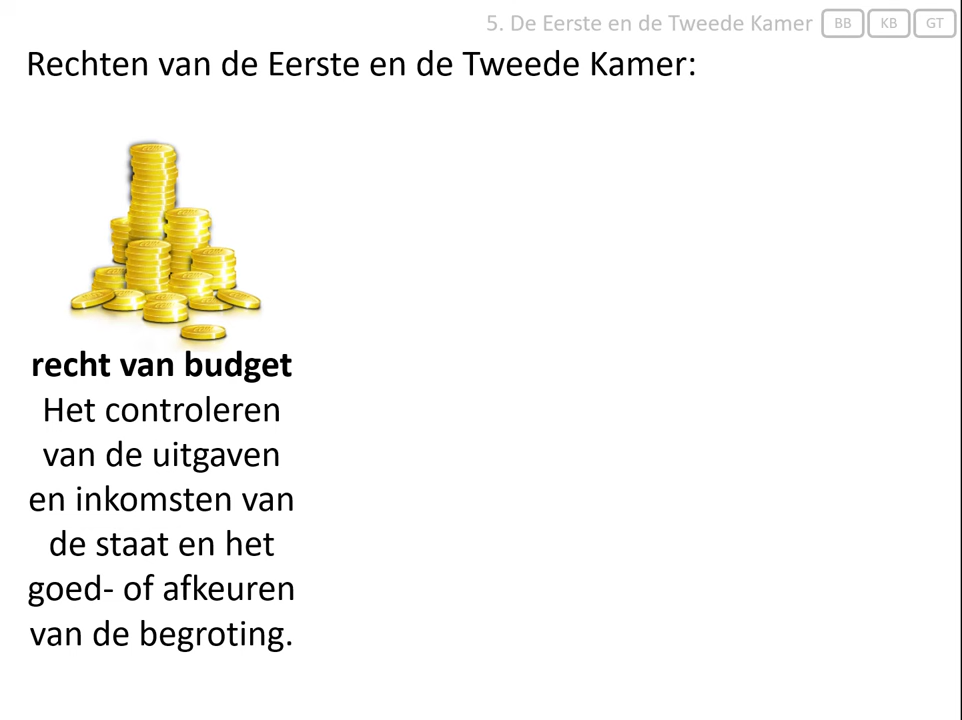 5. De Eerste en de Tweede Kamer BB KB GT
Rechten van de Eerste en de Tweede Kamer:
recht van budget
Het controleren
van de uitgaven
en inkomsten van
de staat en het
goed- of afkeuren
van de begroting.